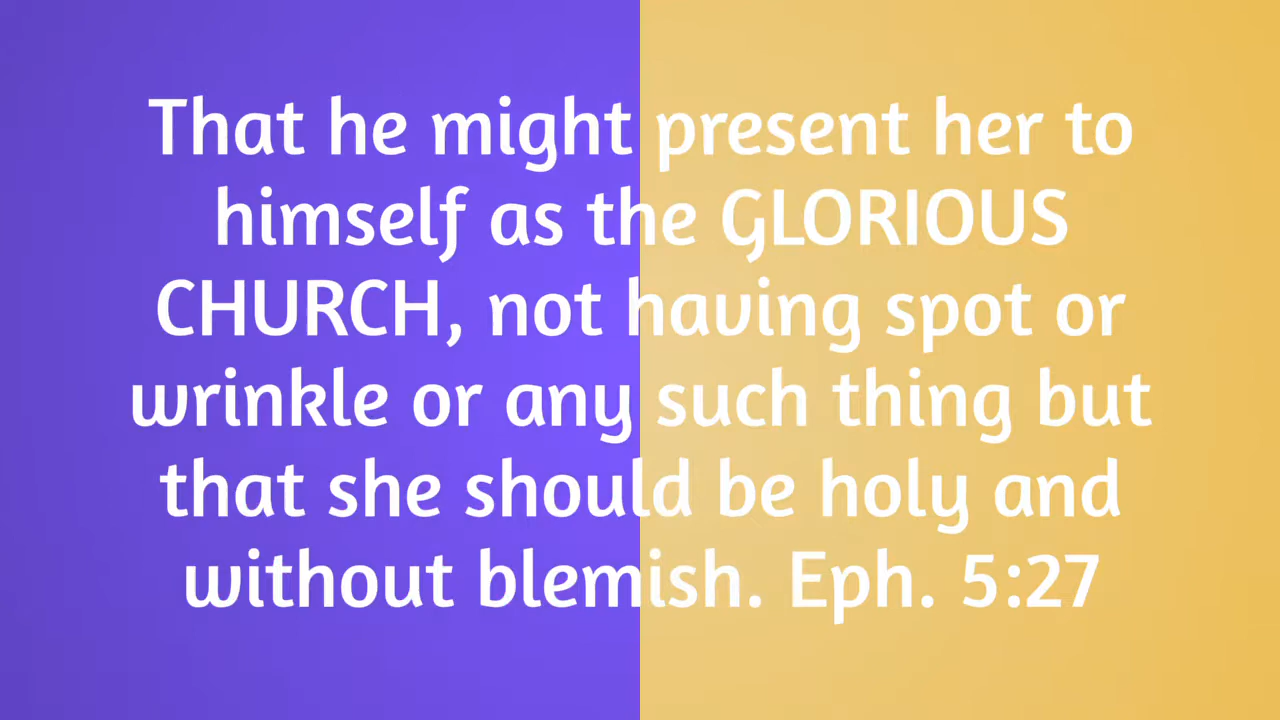 That he might present her to
himself as the GLORIOUS
CHURCH, not having spot or
wrinkle or any such thing but
that she should be holy and
without blemish. Eph. 5:27